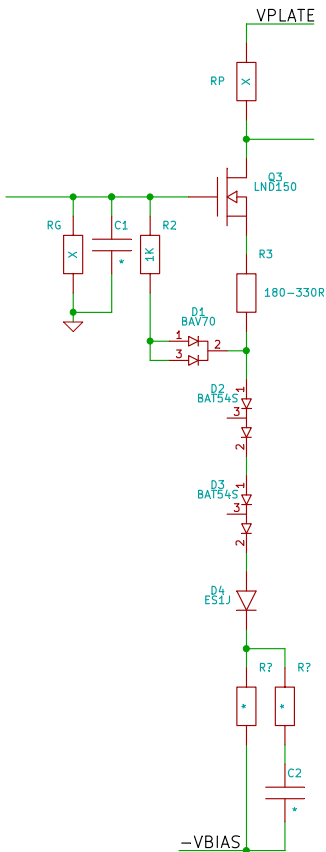 VPLATE
RP
X
Q3
LND150
RG
C1
R2
X
*
1K
R3
180-330R
D1
BAV70
1
3
2
D2
BAT54S
1
3
2
D3
BAT54S
1
3
2
D4
ES1J
R?
R?
*
*
C2
*
-VBIAS